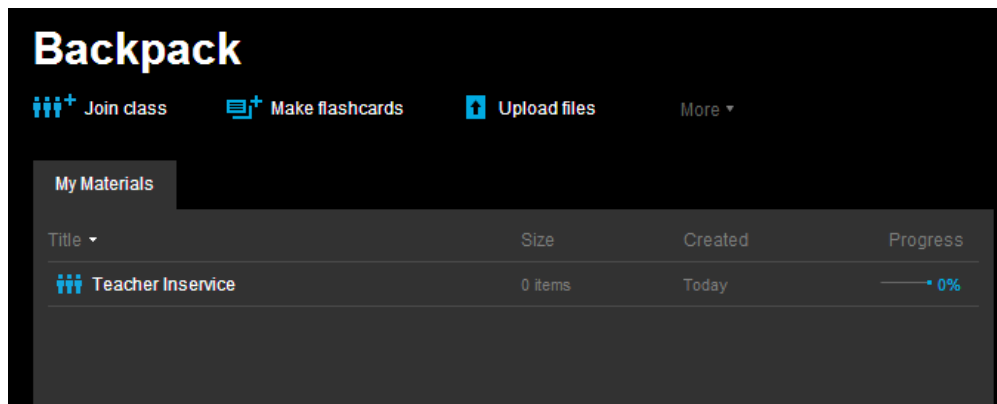 Backpack
Join class Make flashcards Upload files More
My Materials
Title Size Created Progress
Teacher Inservice 0 items Today 0%